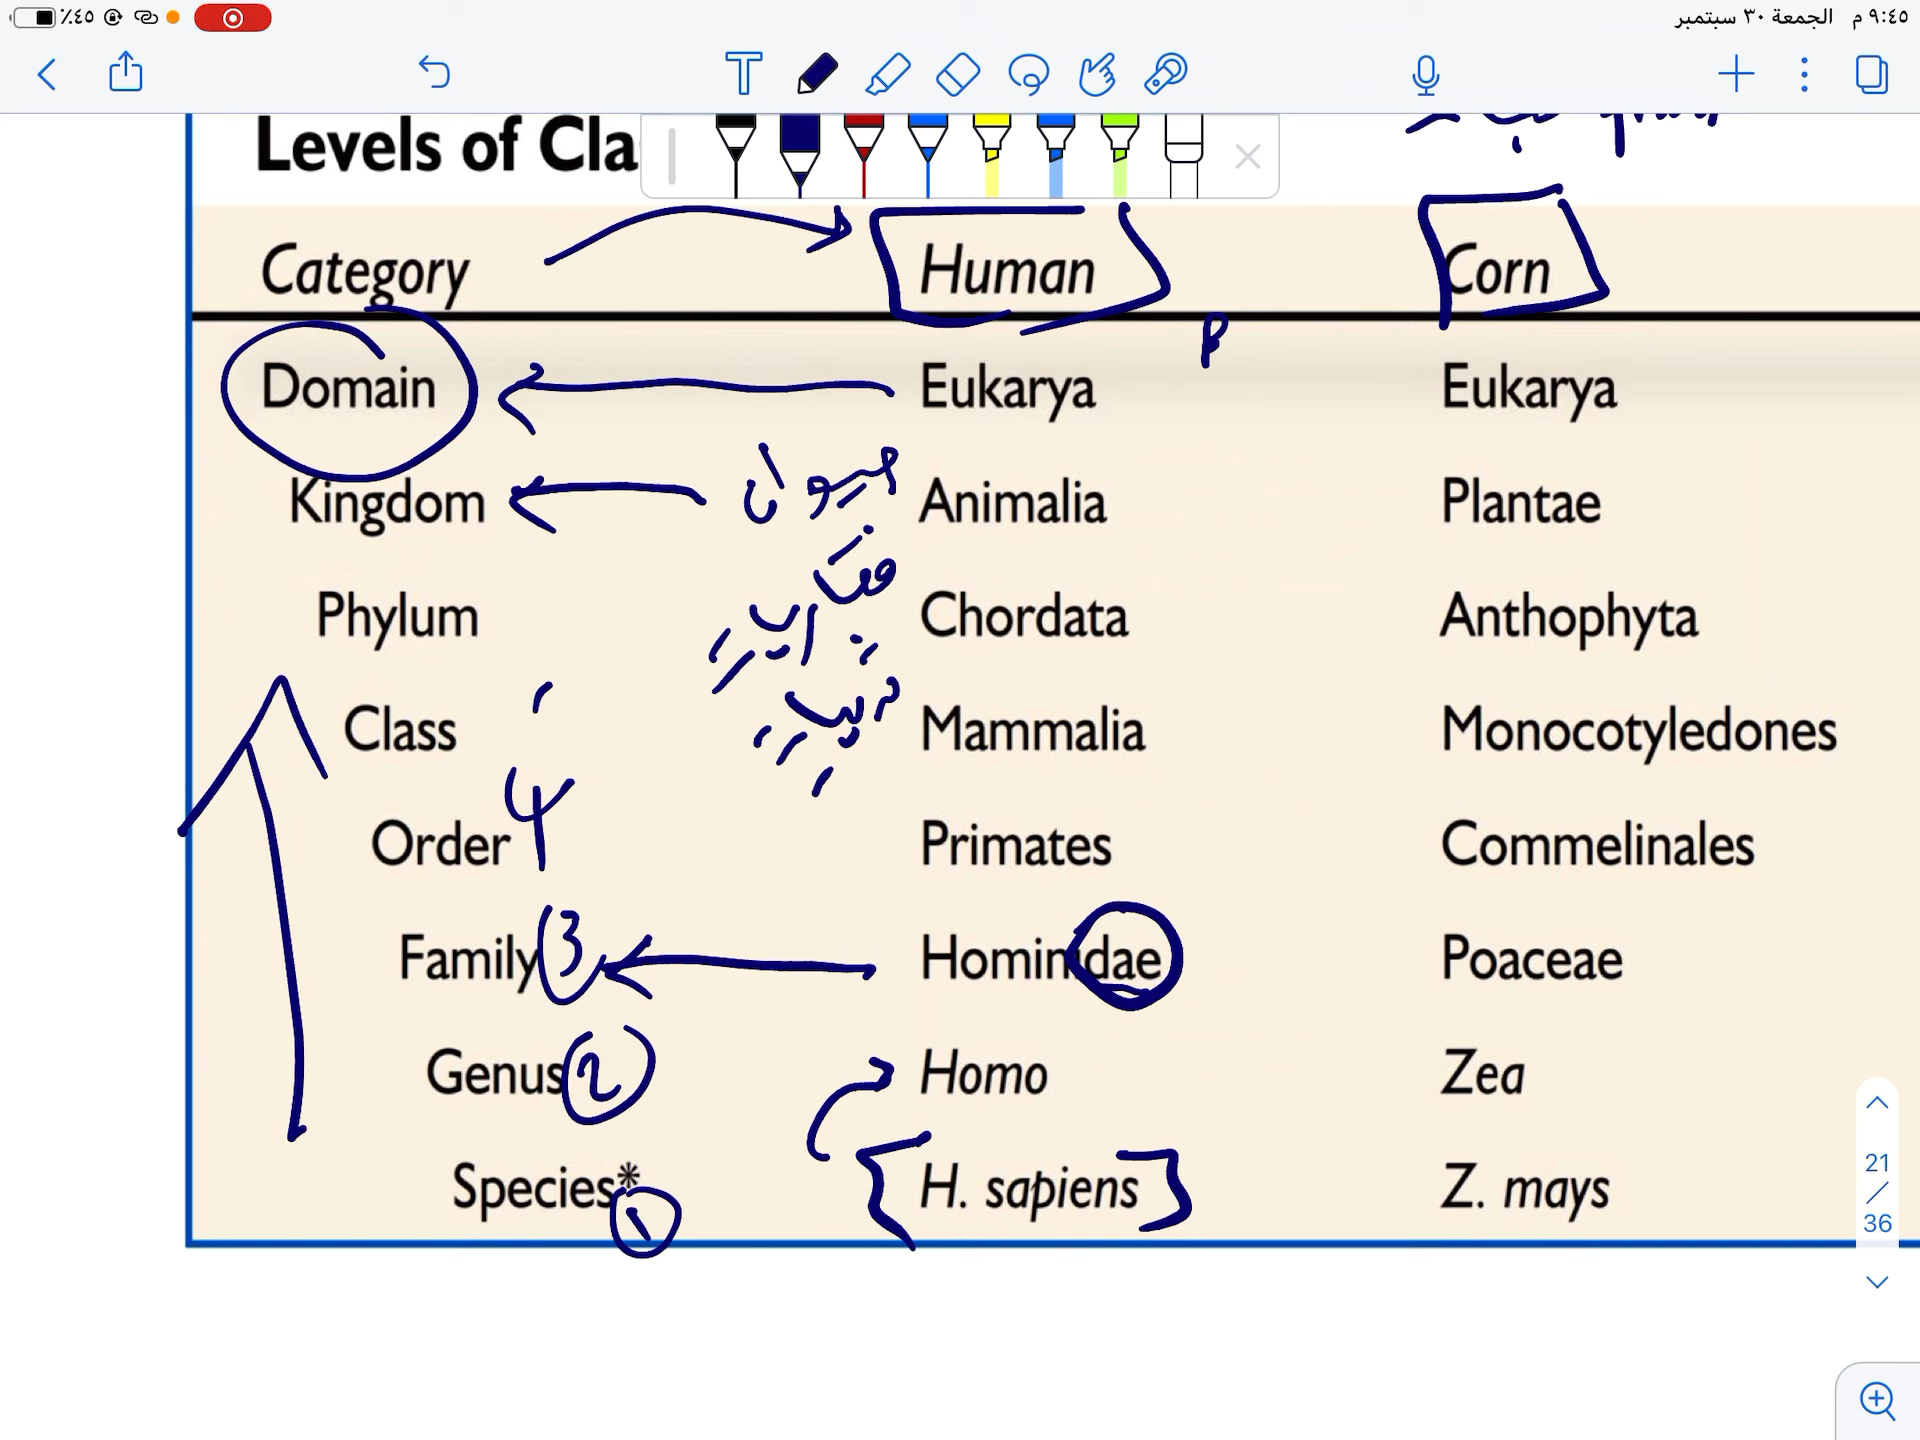 ٪٤٥
٩:٤٥ م الجمعة ٣٠ سبتمبر
Levels of Cla
Category Human Corn
Domain Eukarya Eukarya
Kingdom حيوان Animalia Plantae
Phylum Chordata Anthophyta
Class Mammalia Monocotyledones
Order 4 Primates Commelinales
Family 3 Hominidae Poaceae
Genus 2 Homo Zea
Species* 1 H. sapiens Z. mays
21
/
36